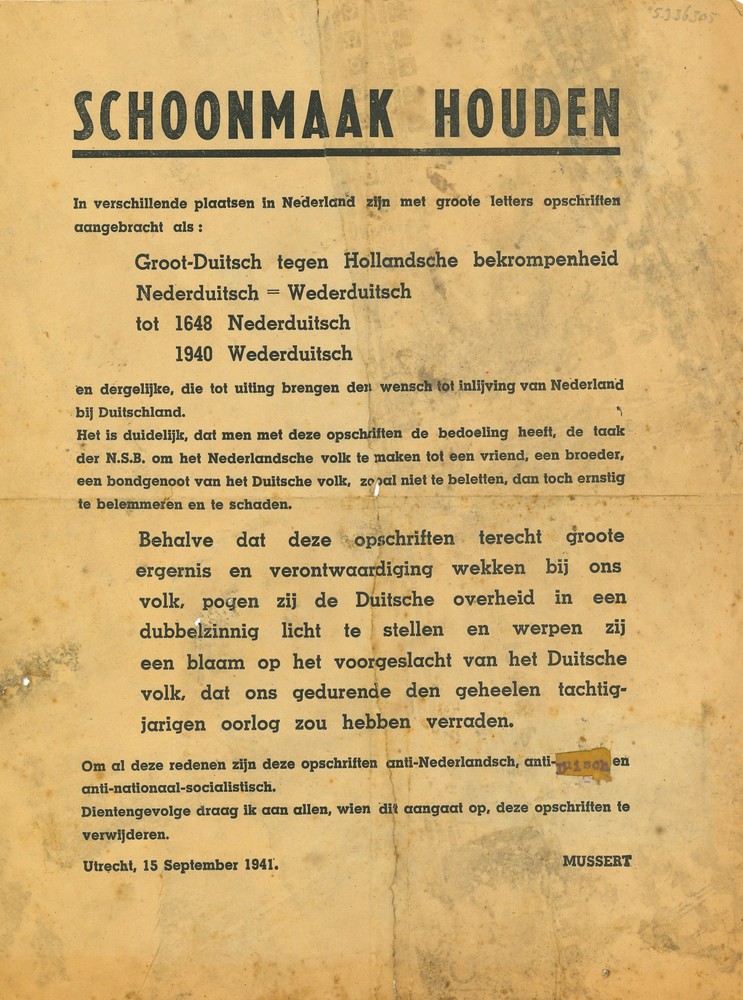 5.336305
SCHOONMAAK HOUDEN
In verschillende plaatsen in Nederland zijn met groote letters opschriften
aangebracht als :
Groot-Duitsch tegen Hollandsche bekrompenheid
Nederduitsch = Wederduitsch
tot 1648 Nederduitsch
1940 Wederduitsch
en dergelijke, die tot uiting brengen den wensch tot inlijving van Nederland
bij Duitschland.
Het is duidelijk, dat men met deze opschriften de bedoeling heeft, de taak
der N.S.B. om het Nederlandsche volk te maken tot een vriend, een broeder,
een bondgenoot van het Duitsche volk, zooal niet te beletten, dan toch ernstig
te belemmeren en te schaden.
Behalve dat deze opschriften terecht groote
ergernis en verontwaardiging wekken bij ons
volk, pogen zij de Duitsche overheid in een
dubbelzinnig licht te stellen en werpen zij
een blaam op het voorgeslacht van het Duitsche
volk, dat ons gedurende den geheelen tachtig-
jarigen oorlog zou hebben verraden.
Om al deze redenen zijn deze opschriften anti-Nederlandsch, anti- en
anti-nationaal-socialistisch.
Dientengevolge draag ik aan allen, wien dit aangaat op, deze opschriften te
verwijderen.
Utrecht, 15 September 1941. MUSSERT